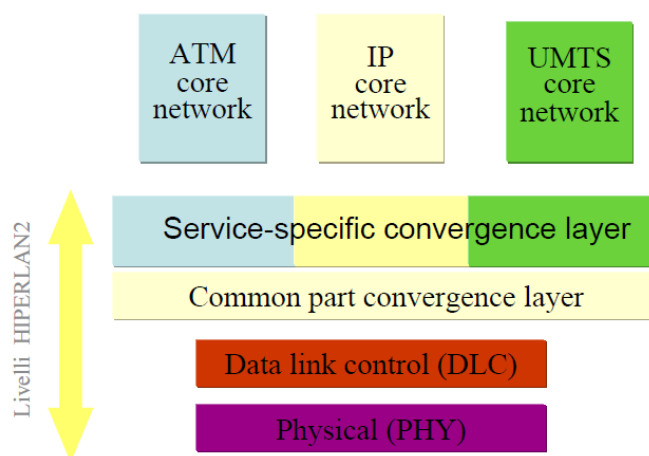 ATM
core
network
IP
core
network
UMTS
core
network
Livelli HIPERLAN2
Service-specific convergence layer
Common part convergence layer
Data link control (DLC)
Physical (PHY)